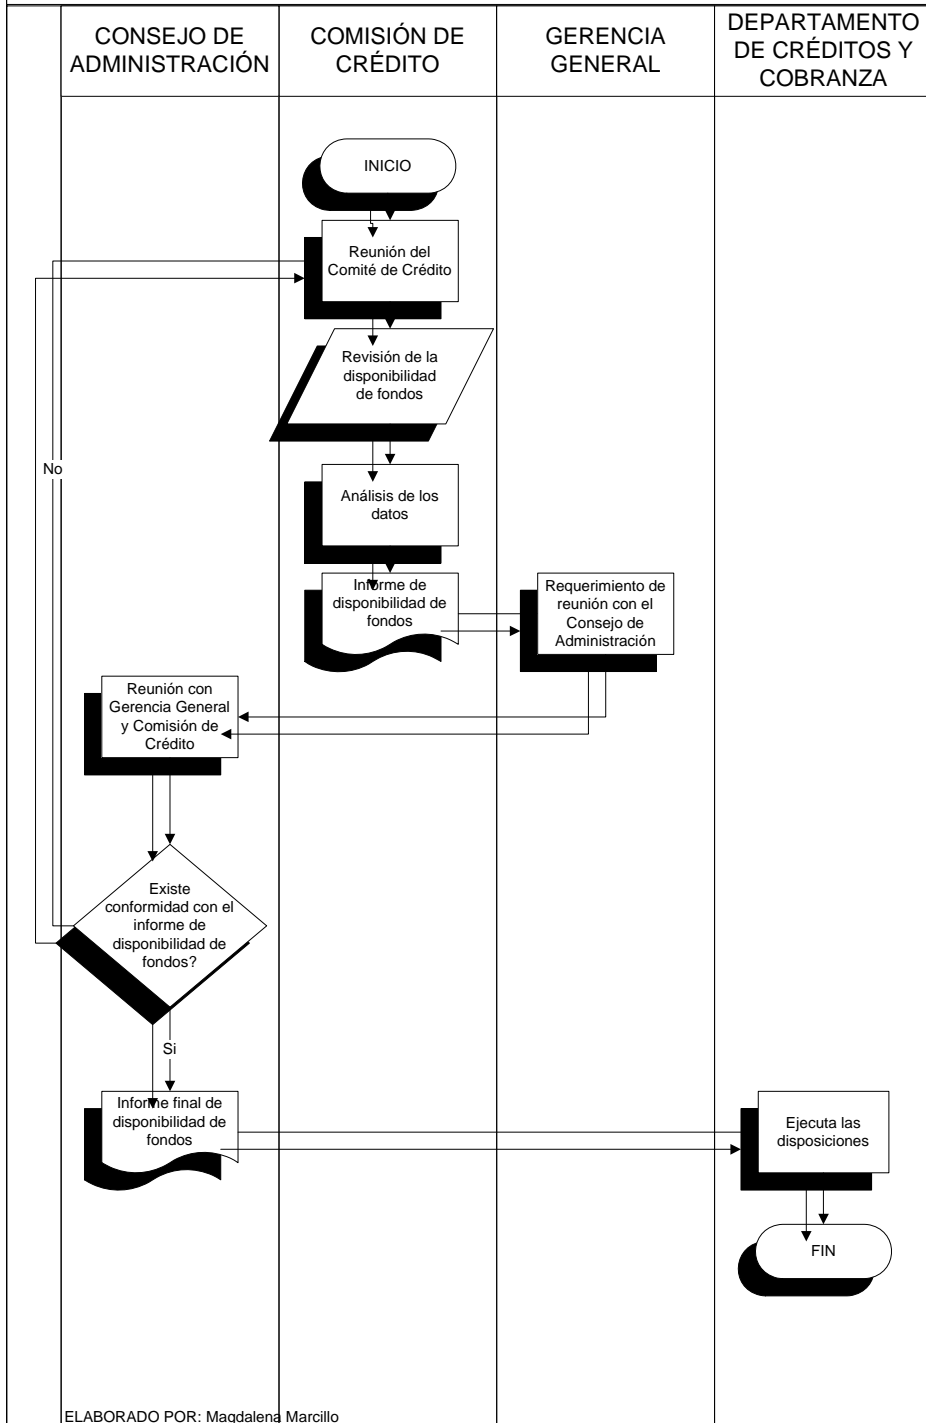 CONSEJO DE
ADMINISTRACIÓN
COMISIÓN DE
CRÉDITO
GERENCIA
GENERAL
DEPARTAMENTO
DE CRÉDITOS Y
COBRANZA
INICIO
Reunión del
Comité de Crédito
Revisión de la
disponibilidad
de fondos
No
Análisis de los
datos
Informe de
disponibilidad de
fondos
Requerimiento de
reunión con el
Consejo de
Administración
Reunión con
Gerencia General
y Comisión de
Crédito
Existe
conformidad con el
informe de
disponibilidad de
fondos?
Si
Informe final de
disponibilidad de
fondos
Ejecuta las
disposiciones
FIN
ELABORADO POR: Magdalena Marcillo